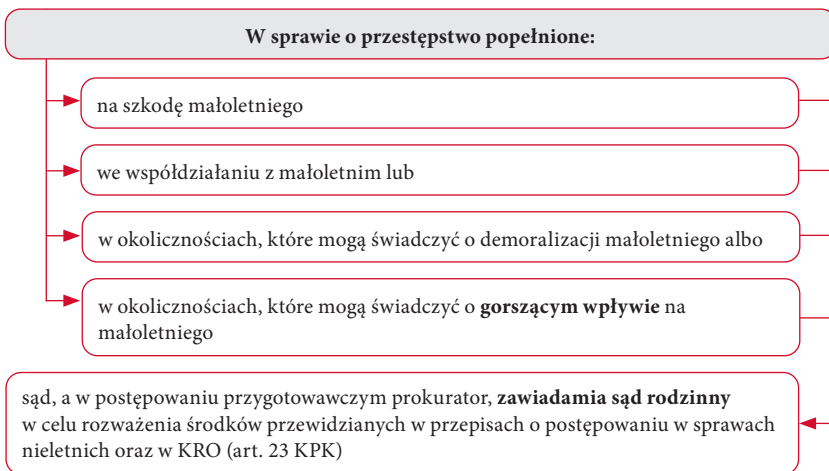 W sprawie o przestępstwo popełnione:
na szkodę małoletniego
we współdziałaniu z małoletnim lub
w okolicznościach, które mogą świadczyć o demoralizacji małoletniego albo
w okolicznościach, które mogą świadczyć o gorszącym wpływie na
małoletniego
sąd, a w postępowaniu przygotowawczym prokurator, zawiadamia sąd rodzinny
w celu rozważenia środków przewidzianych w przepisach o postępowaniu w sprawach
nieletnich oraz w KRO (art. 23 KPK)